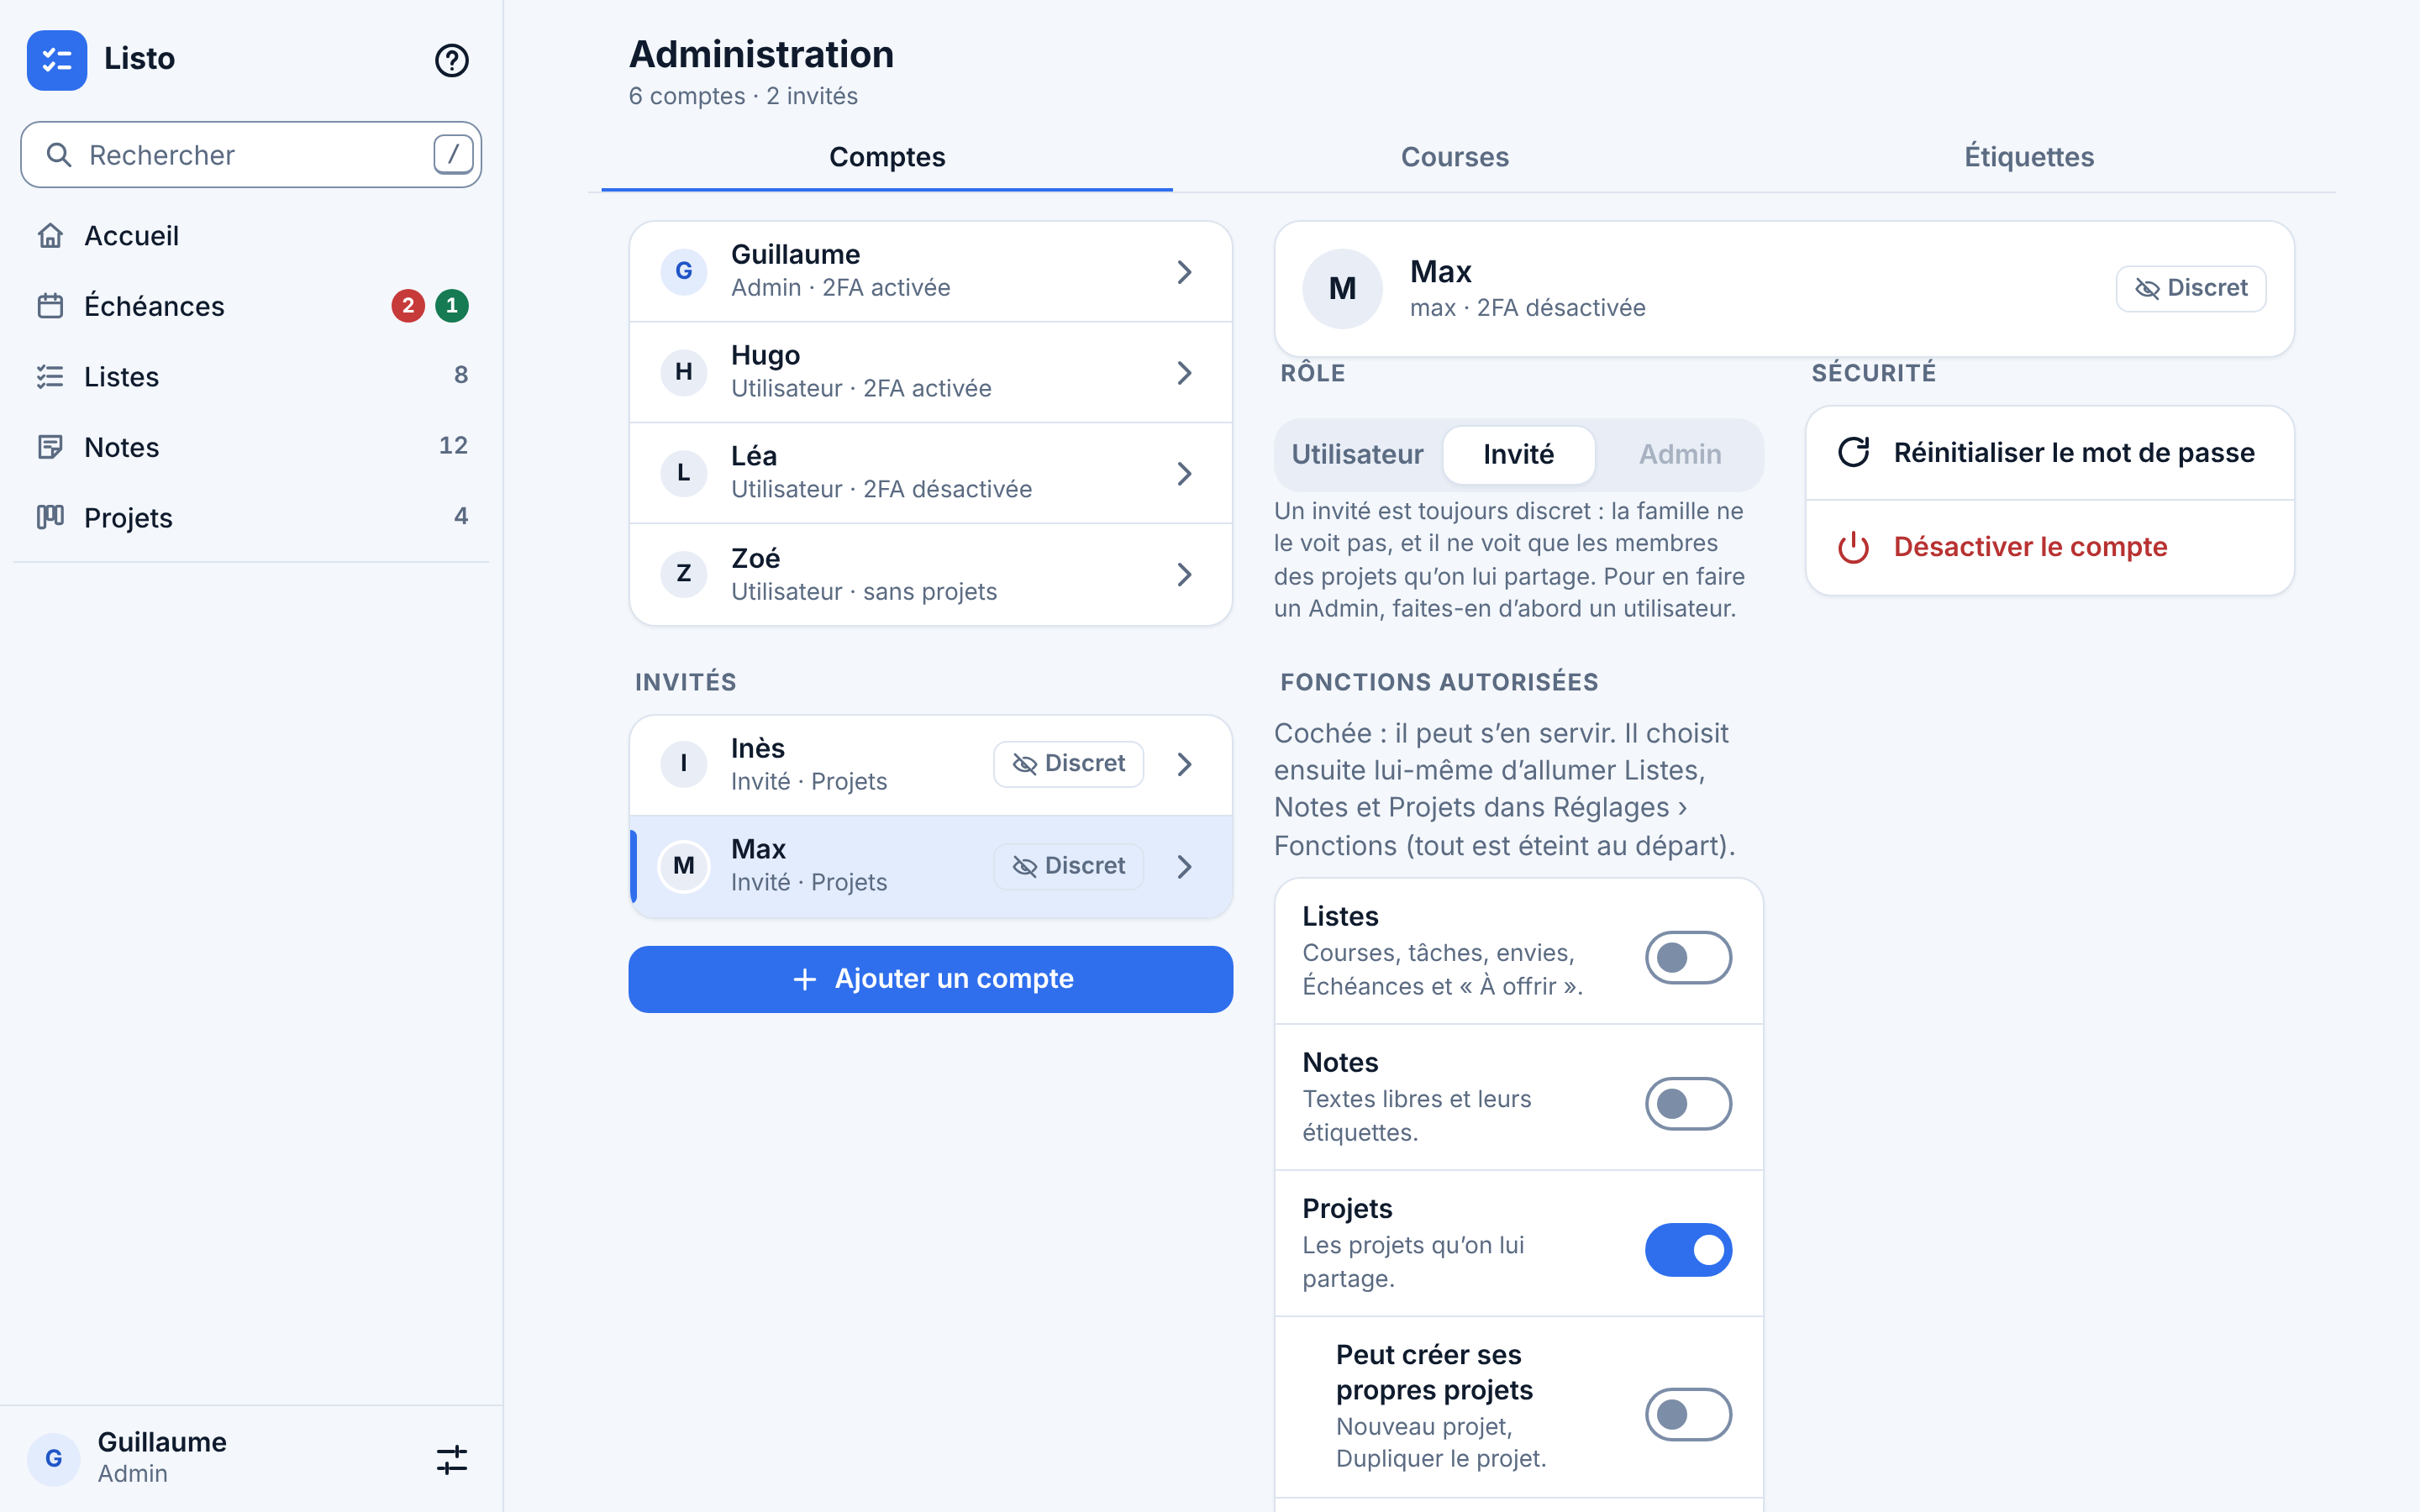 Listo
Rechercher
/
Accueil
Échéances
2
1
Listes
8
Notes
12
Projets
4
G
Guillaume
Admin
Administration
6 comptes · 2 invités
Comptes
Courses
Étiquettes
G
Guillaume
Admin · 2FA activée
H
Hugo
Utilisateur · 2FA activée
L
Léa
Utilisateur · 2FA désactivée
Z
Zoé
Utilisateur · sans projets
INVITÉS
I
Inès
Invité · Projets
Discret
M
Max
Invité · Projets
Discret
Ajouter un compte
M
Max
max · 2FA désactivée
Discret
RÔLE
Utilisateur
Invité
Admin
Un invité est toujours discret : la famille ne
le voit pas, et il ne voit que les membres
des projets qu’on lui partage. Pour en faire
un Admin, faites-en d’abord un utilisateur.
SÉCURITÉ
Réinitialiser le mot de passe
Désactiver le compte
FONCTIONS AUTORISÉES
Cochée : il peut s’en servir. Il choisit
ensuite lui-même d’allumer Listes,
Notes et Projets dans Réglages ›
Fonctions (tout est éteint au départ).
Listes
Courses, tâches, envies,
Échéances et « À offrir ».
Notes
Textes libres et leurs
étiquettes.
Projets
Les projets qu’on lui
partage.
Peut créer ses
propres projets
Nouveau projet,
Dupliquer le projet.